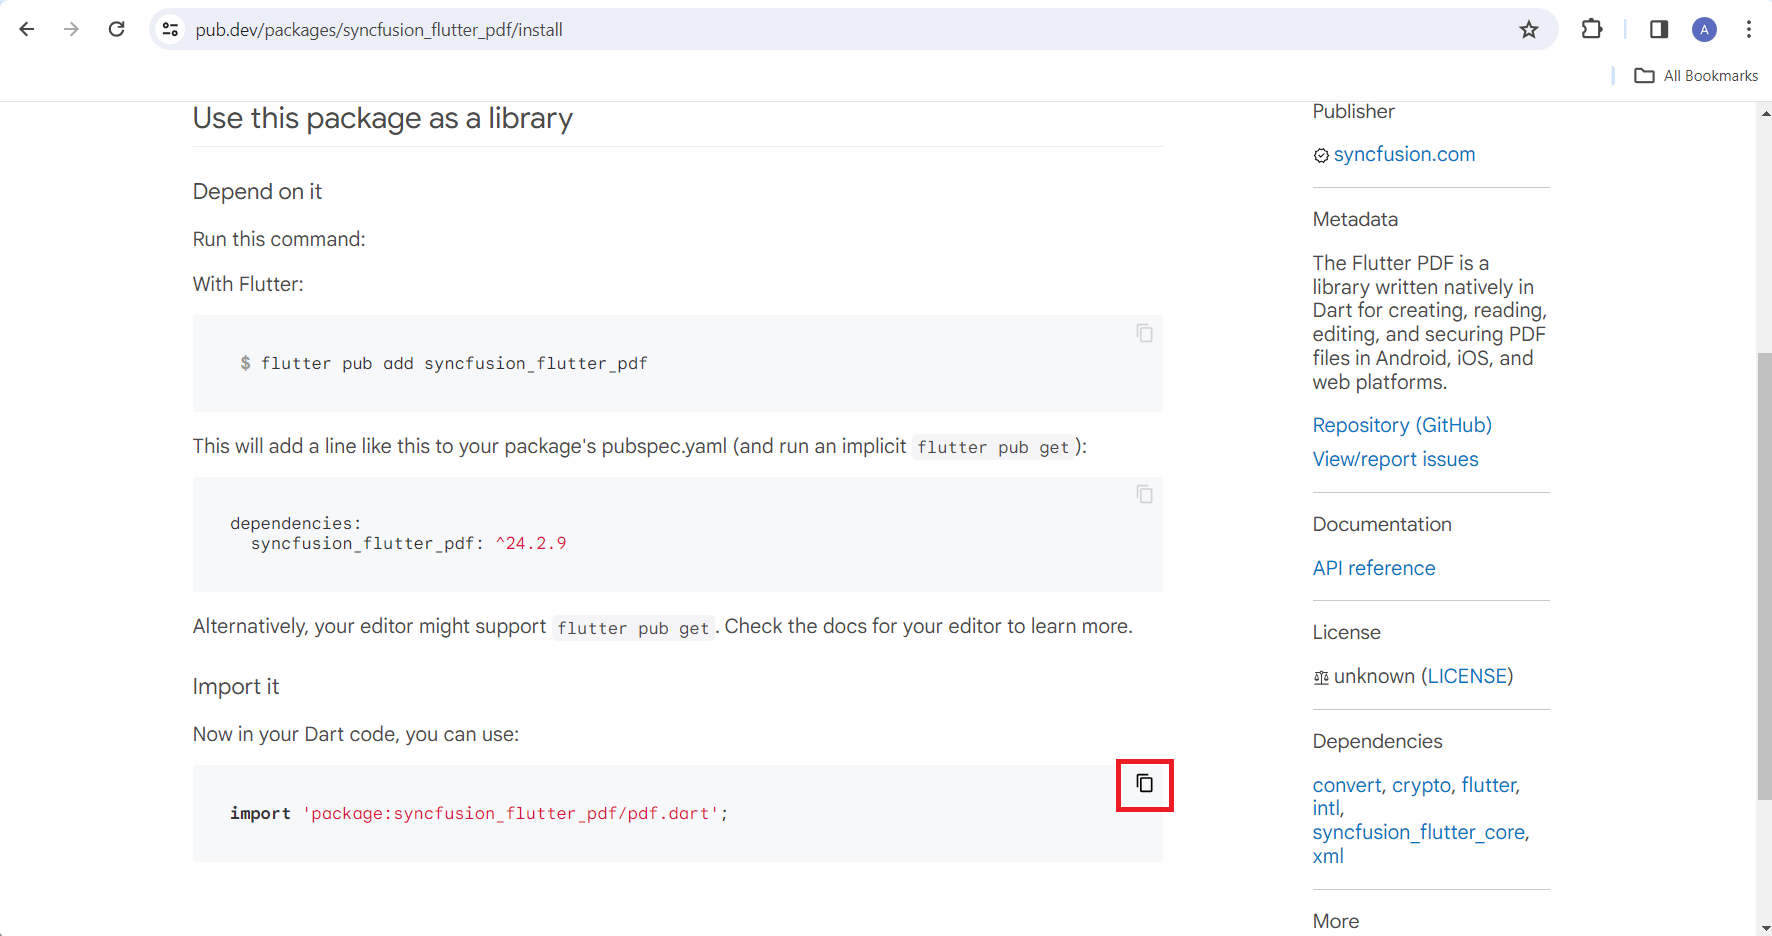 pub.dev/packages/syncfusion_flutter_pdf/install
A
All Bookmarks
Use this package as a library
Depend on it
Run this command:
With Flutter:
$ flutter pub add syncfusion_flutter_pdf
This will add a line like this to your package's pubspec.yaml (and run an implicit flutter pub get):
dependencies:
  syncfusion_flutter_pdf: ^24.2.9
Alternatively, your editor might support flutter pub get. Check the docs for your editor to learn more.
Import it
Now in your Dart code, you can use:
import 'package:syncfusion_flutter_pdf/pdf.dart';
Publisher
syncfusion.com
Metadata
The Flutter PDF is a
library written natively in
Dart for creating, reading,
editing, and securing PDF
files in Android, iOS, and
web platforms.
Repository (GitHub)
View/report issues
Documentation
API reference
License
unknown (LICENSE)
Dependencies
convert, crypto, flutter,
intl,
syncfusion_flutter_core,
xml
More